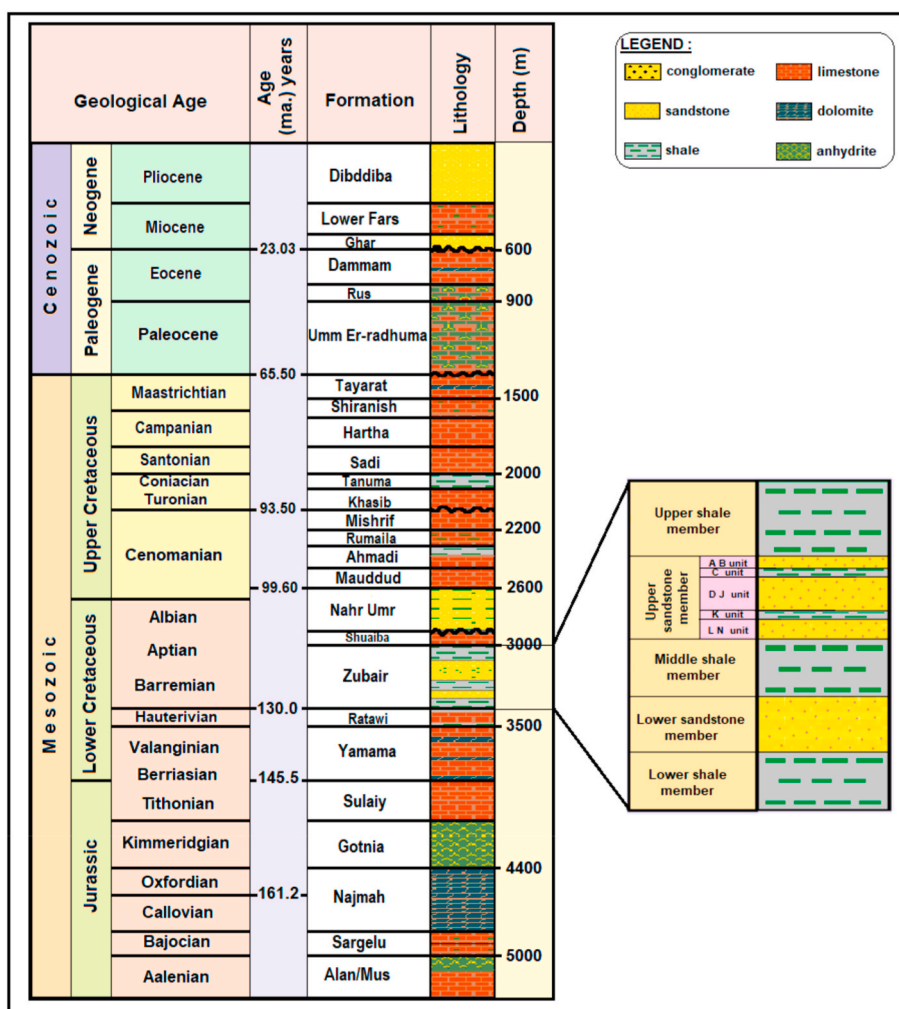 Geological Age
Age
(ma.) years
Formation
Lithology
Depth (m)
LEGEND :
conglomerate
limestone
sandstone
dolomite
shale
anhydrite
Cenozoic
Neogene
Pliocene
Dibddiba
Miocene
Lower Fars
Ghar
23.03
600
Paleogene
Eocene
Dammam
Rus
900
Paleocene
Umm Er-radhuma
65.50
Mesozoic
Upper Cretaceous
Maastrichtian
Tayarat
1500
Shiranish
Campanian
Hartha
Santonian
Sadi
2000
Coniacian
Tanuma
Turonian
Khasib
93.50
Mishrif
2200
Rumaila
Cenomanian
Ahmadi
Mauddud
99.60
2600
Lower Cretaceous
Albian
Nahr Umr
Shuaiba
3000
Aptian
Zubair
Barremian
130.0
Hauterivian
Ratawi
3500
Valanginian
Yamama
Berriasian
145.5
Jurassic
Tithonian
Sulaiy
Kimmeridgian
Gotnia
4400
Oxfordian
161.2
Najmah
Callovian
Bajocian
Sargelu
5000
Aalenian
Alan/Mus
Upper shale
member
Upper
sandstone
member
A B unit
C unit
D J unit
K unit
L N unit
Middle shale
member
Lower sandstone
member
Lower shale
member